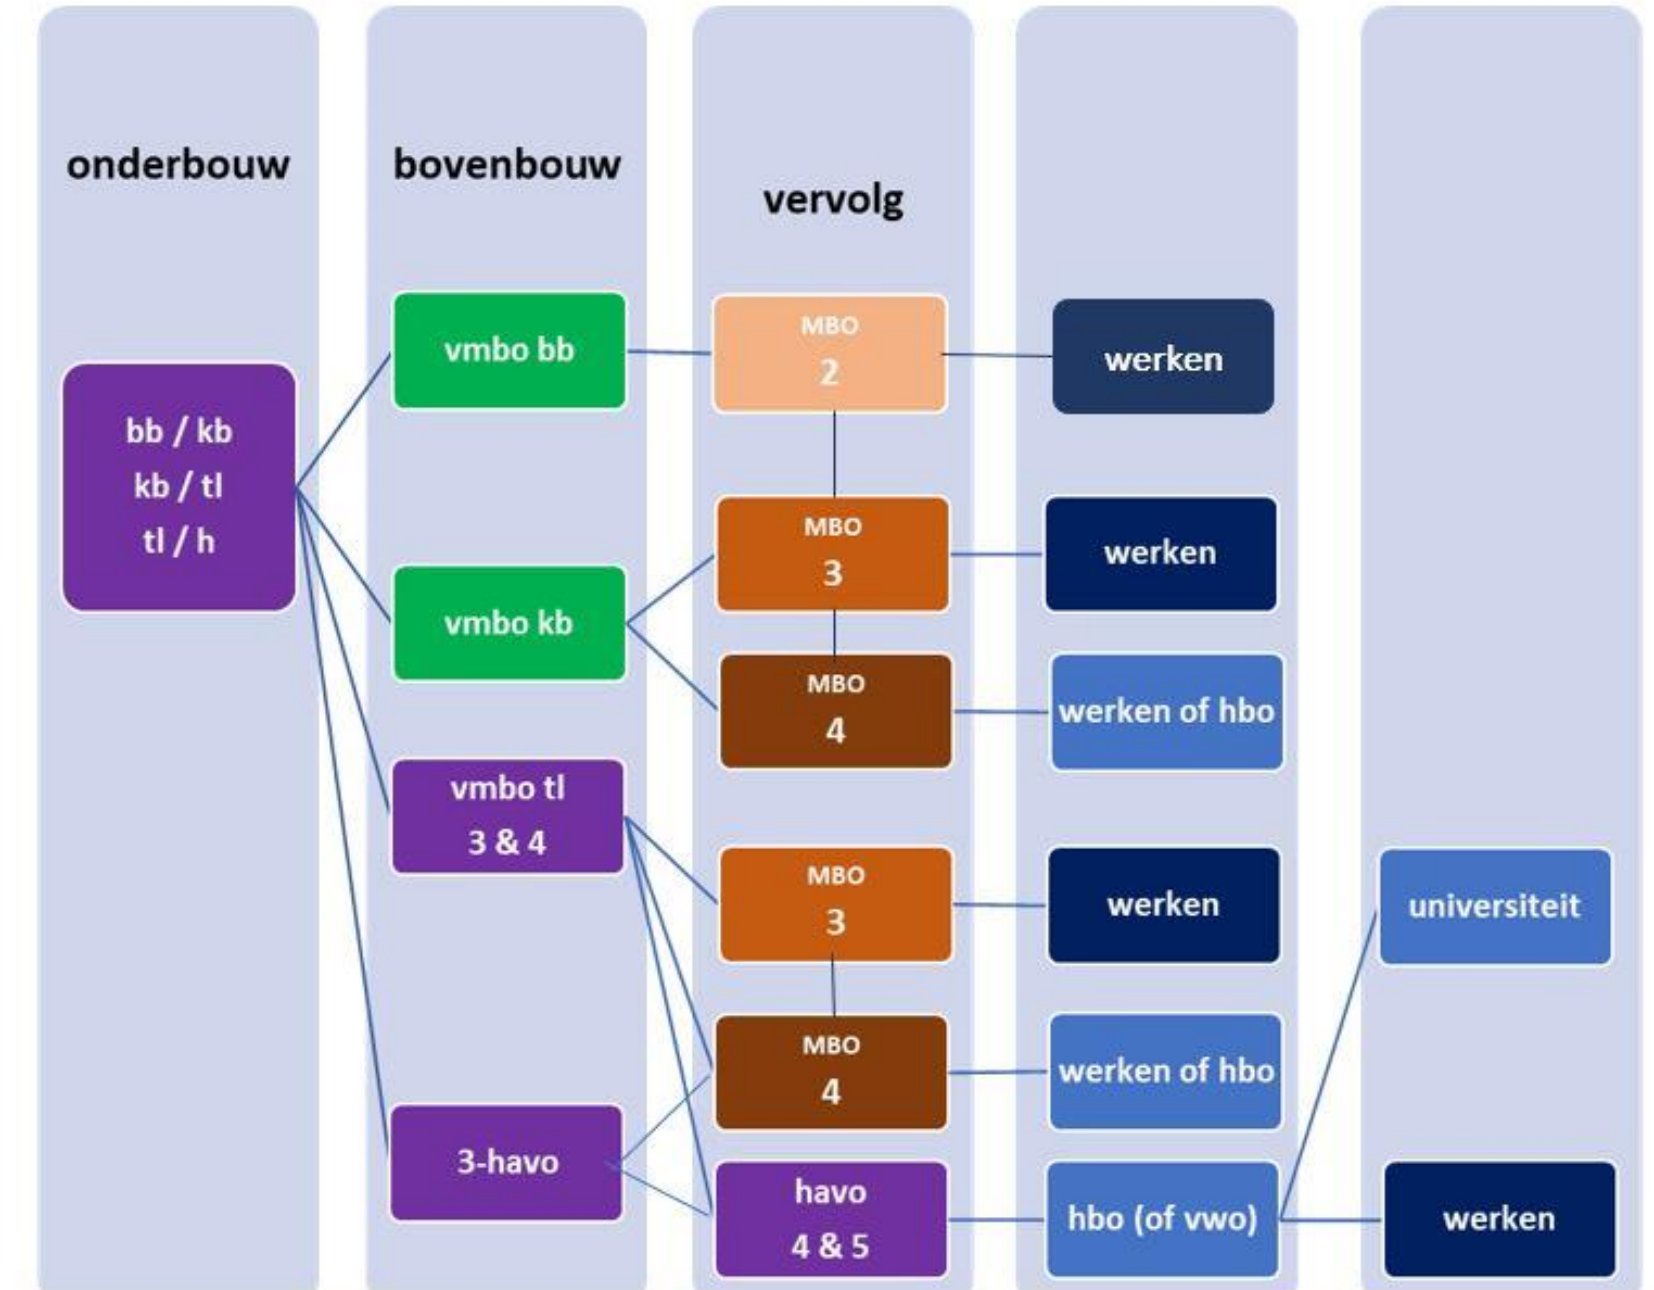 onderbouw
bb / kb
kb / tl
tl / h
bovenbouw
vmbo bb
vmbo kb
vmbo tl
3 & 4
3-havo
vervolg
MBO
2
MBO
3
MBO
4
MBO
3
MBO
4
havo
4 & 5
werken
werken
werken of hbo
werken
werken of hbo
hbo (of vwo)
universiteit
werken